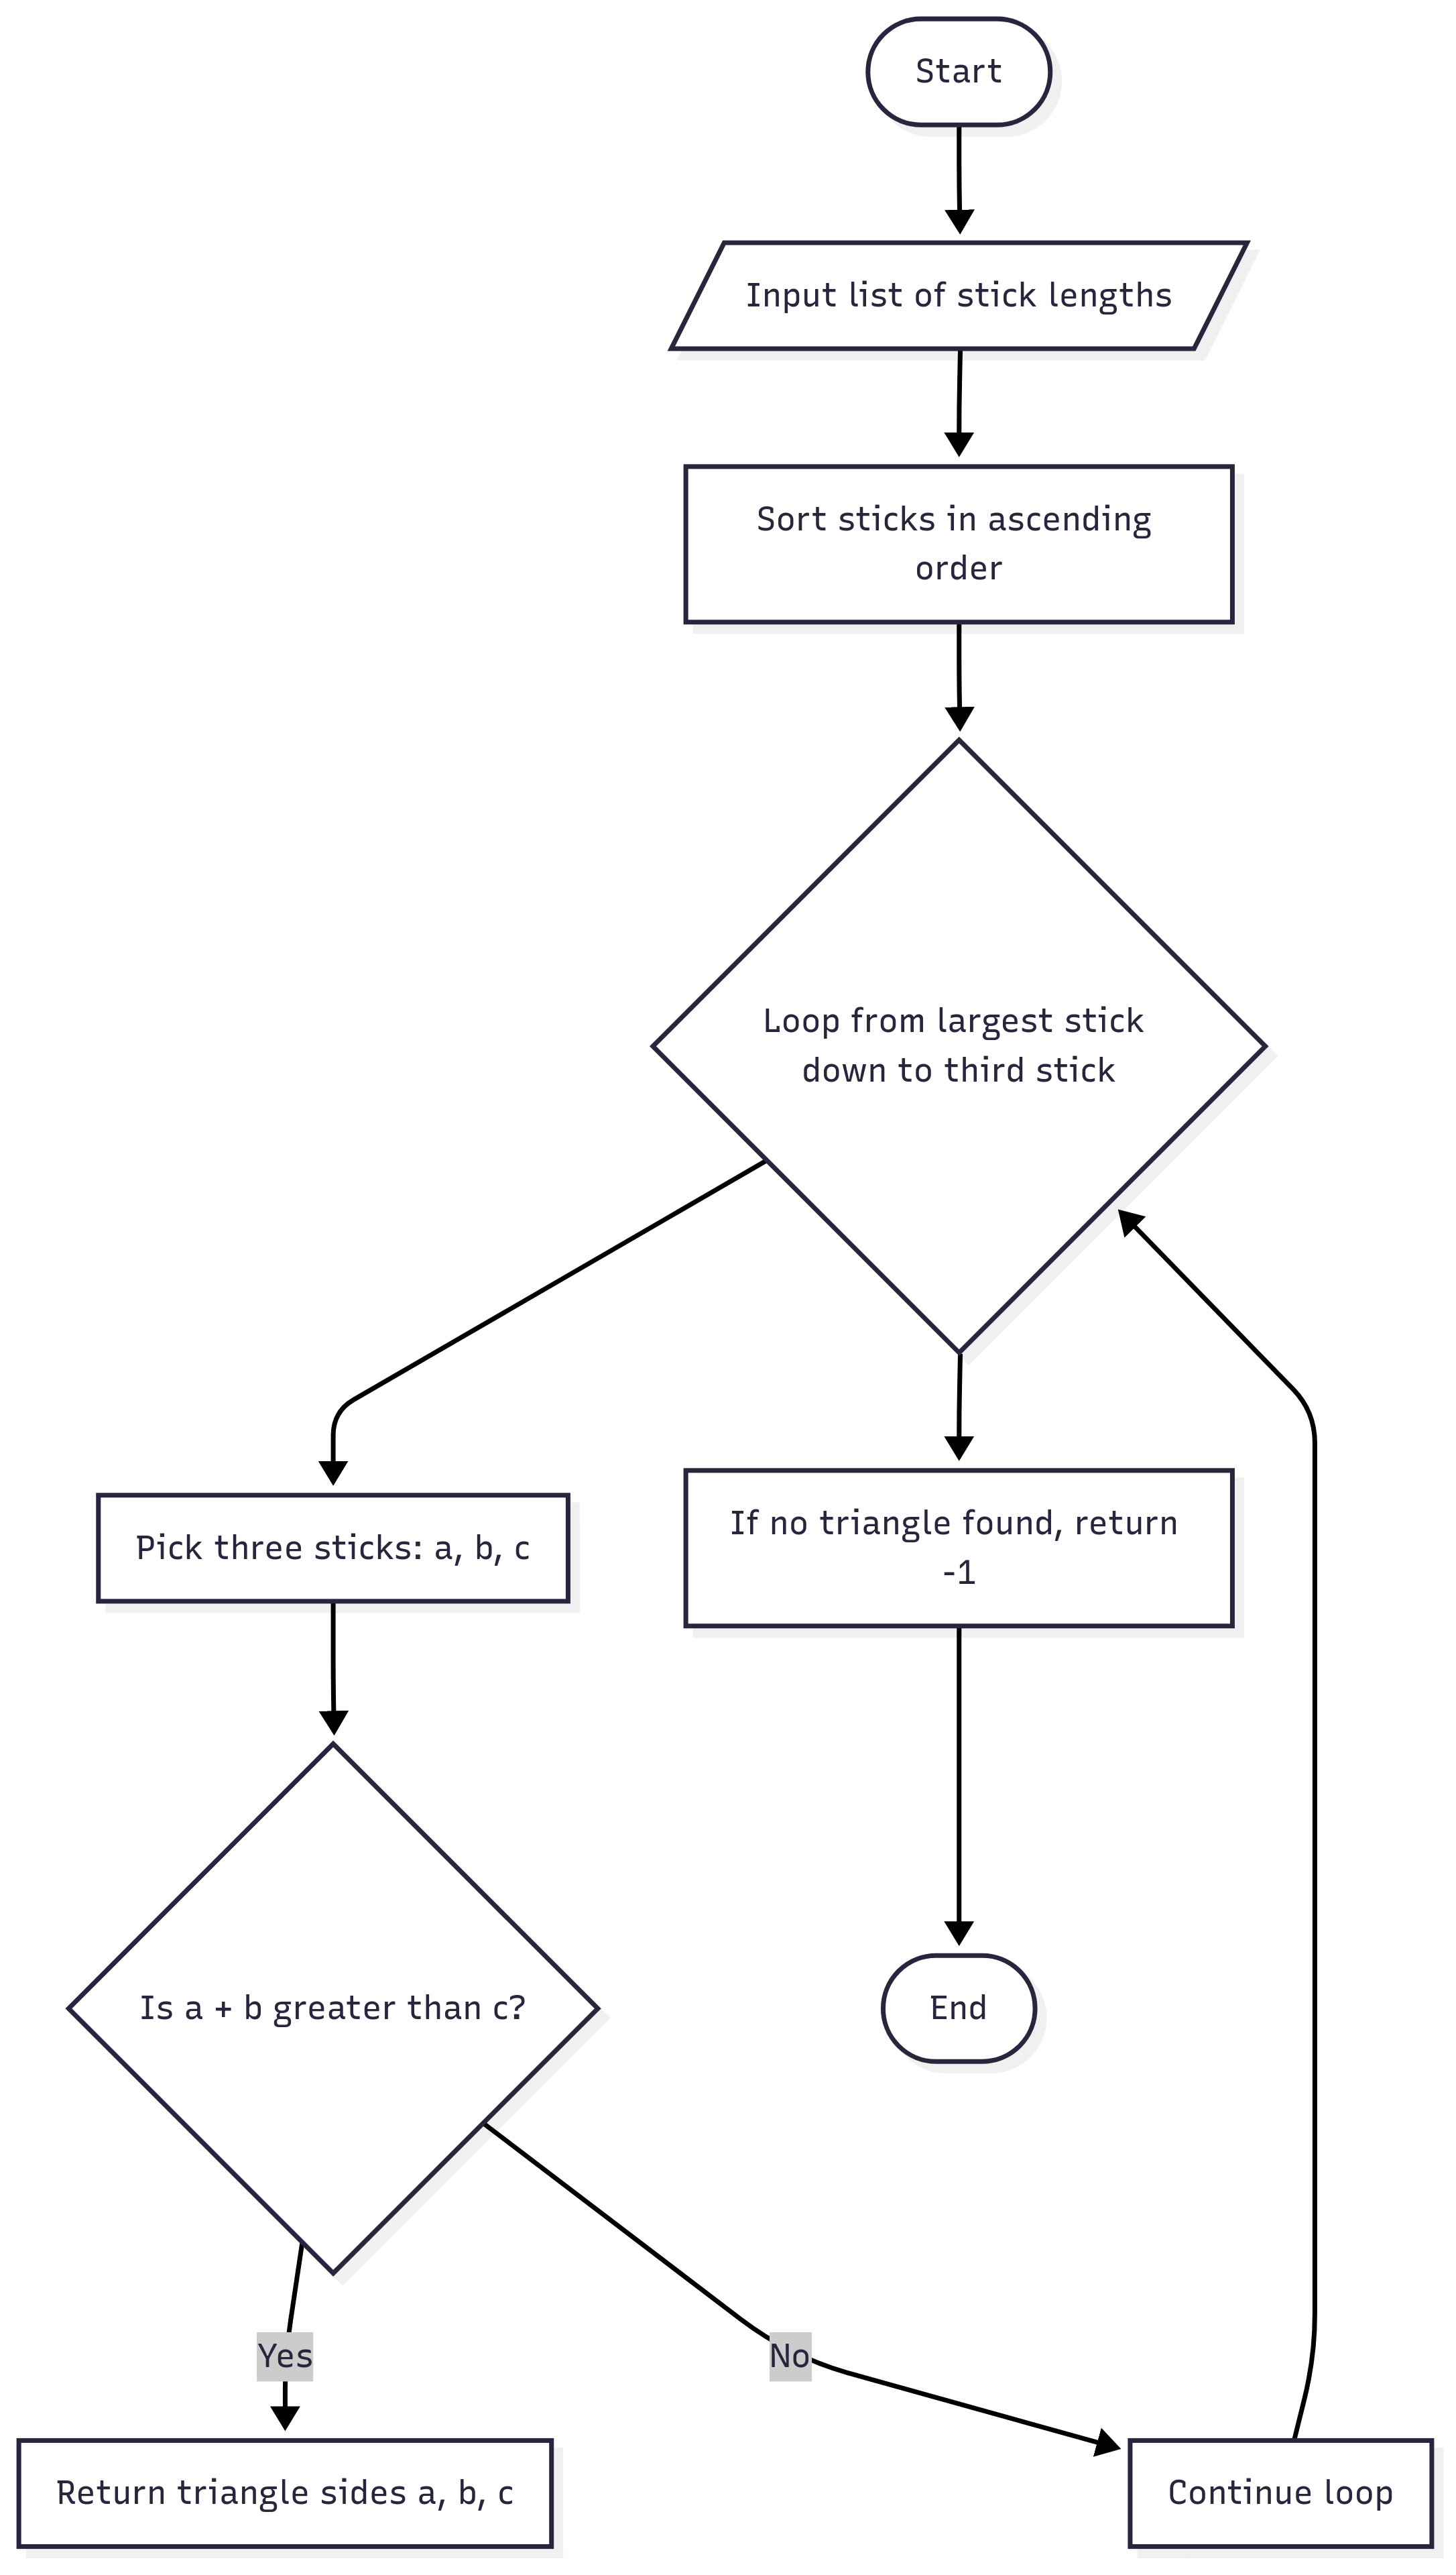 Start
Input list of stick lengths
Sort sticks in ascending
order
Loop from largest stick
down to third stick
Pick three sticks: a, b, c
If no triangle found, return
-1
Is a + b greater than c?
End
Yes
No
Return triangle sides a, b, c
Continue loop